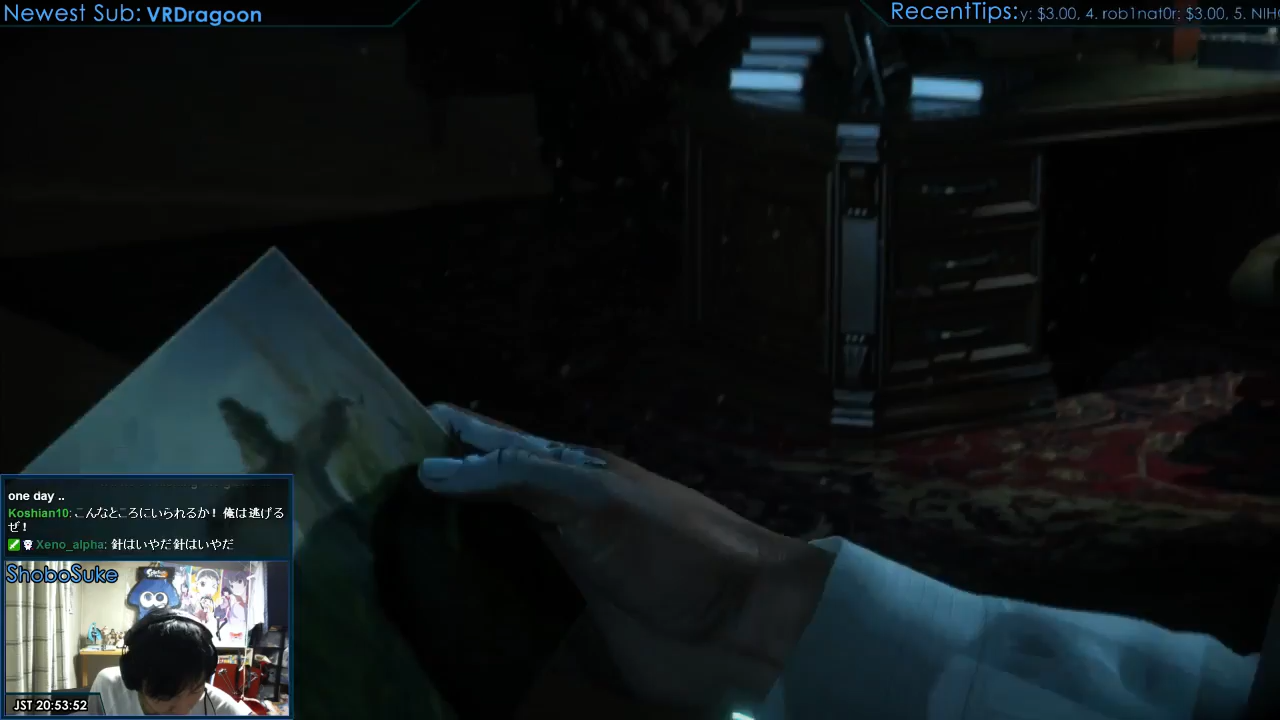 Newest Sub: VRDragoon
RecentTips: y: $3.00, 4. rob1nat0r: $3.00, 5. NIH
one day ..
Koshian10: こんなところにいられるか！ 俺は逃げる
ぜ！
Xeno_alpha: 針はいやだ針はいやだ
ShoboSuke
JST 20:53:52